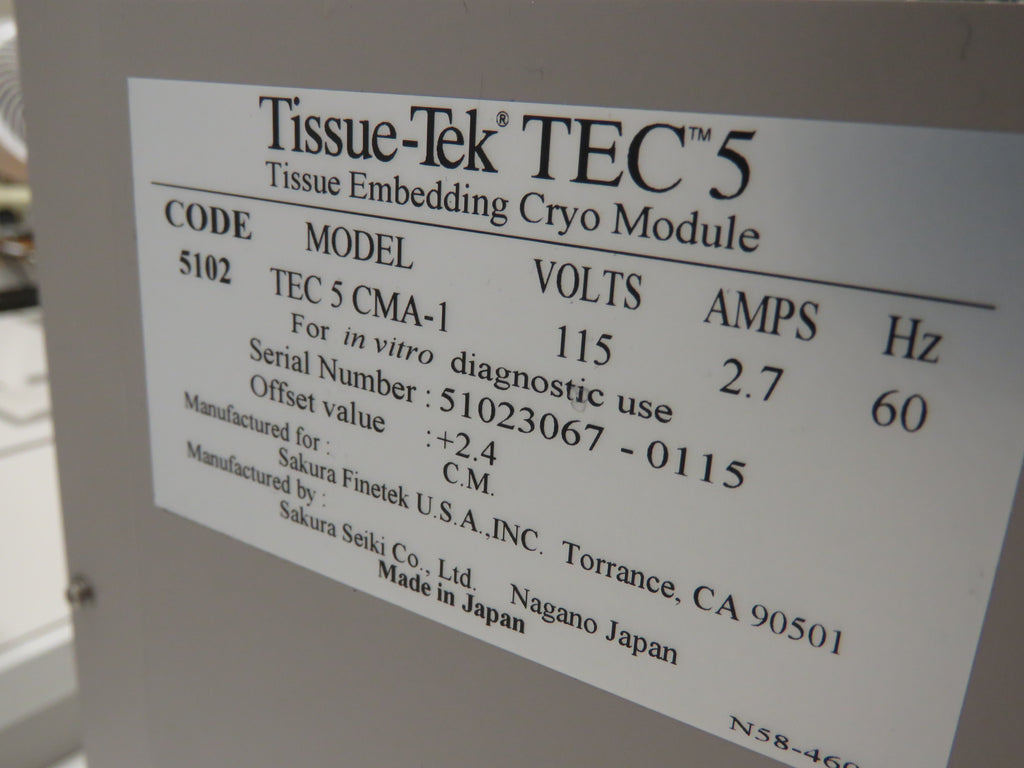 Tissue-Tek® TEC™ 5
Tissue Embedding Cryo Module
CODE MODEL VOLTS AMPS Hz
5102 TEC 5 CMA-1 115 2.7 60
For in vitro diagnostic use
Serial Number : 51023067 - 0115
Offset value : +2.4
C.M.
Manufactured for :
Sakura Finetek U.S.A.,INC. Torrance, CA 90501
Manufactured by :
Sakura Seiki Co., Ltd. Nagano Japan
Made in Japan